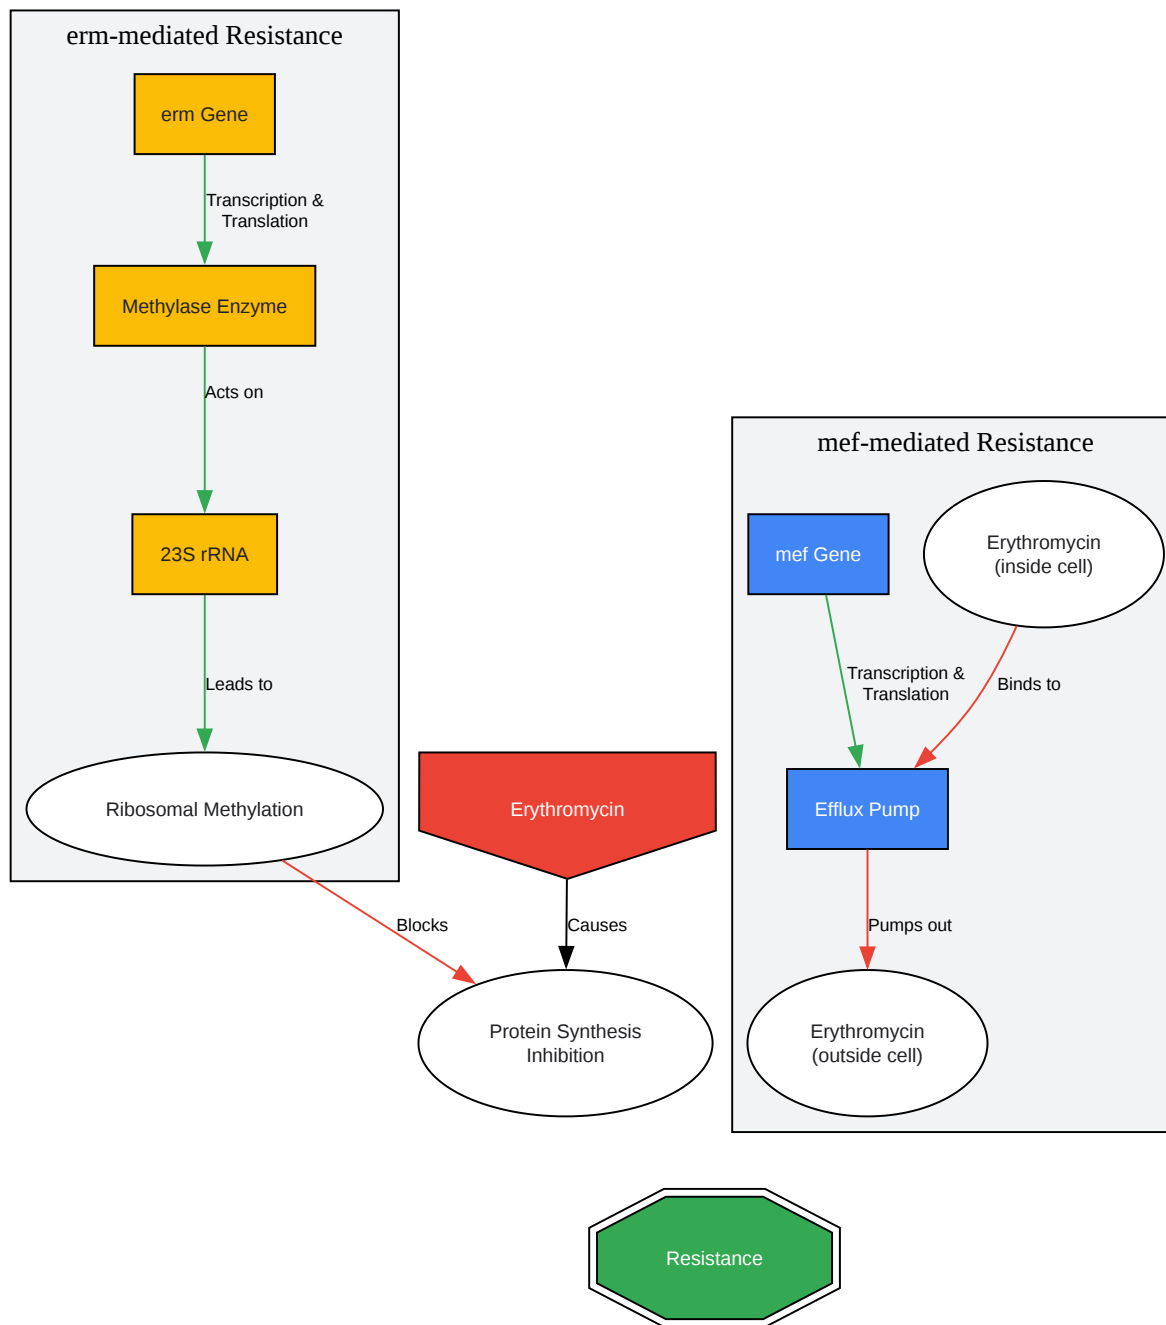 erm-mediated Resistance
erm Gene
Transcription &
Translation
Methylase Enzyme
Acts on
23S rRNA
Leads to
Ribosomal Methylation
Blocks
Erythromycin
Causes
Protein Synthesis
Inhibition
mef-mediated Resistance
mef Gene
Erythromycin
(inside cell)
Transcription &
Translation
Binds to
Efflux Pump
Pumps out
Erythromycin
(outside cell)
Resistance